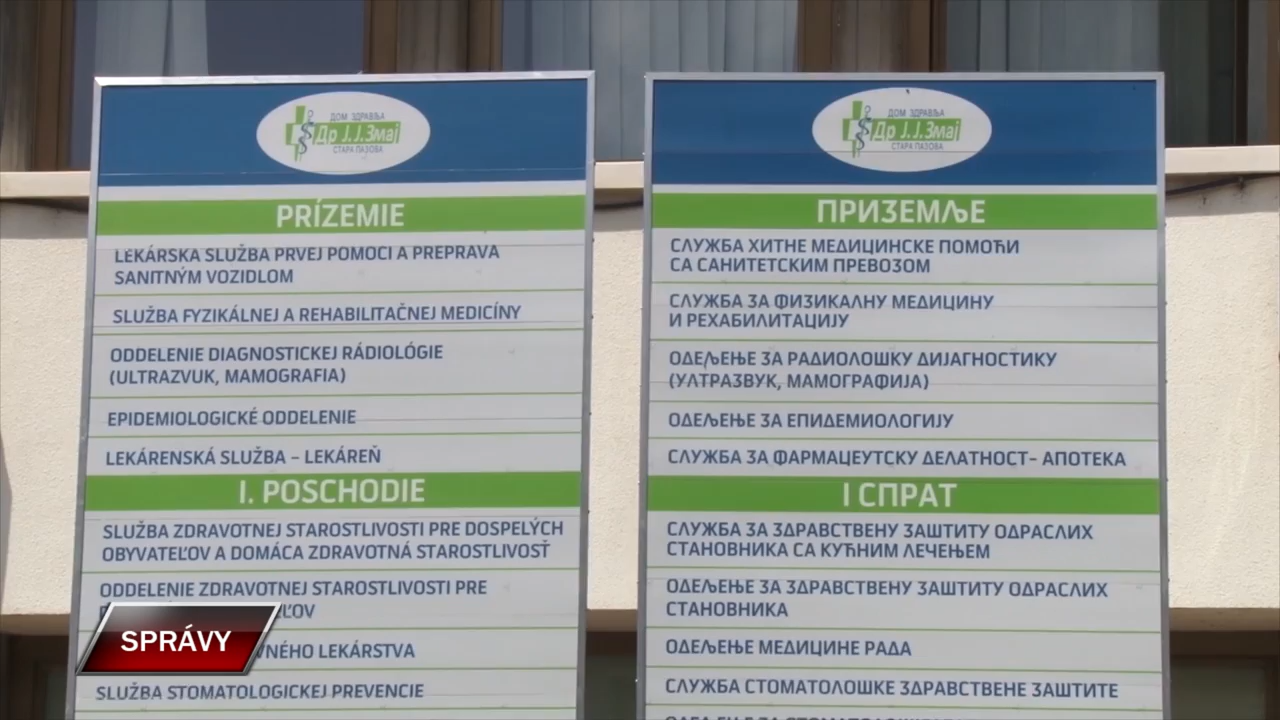 ДОМ ЗДРАВЉА
Др Ј.Ј.Змај
СТАРА ПАЗОВА
PRÍZEMIE
LEKÁRSKA SLUŽBA PRVEJ POMOCI A PREPRAVA
SANITNÝM VOZIDLOM
SLUŽBA FYZIKÁLNEJ A REHABILITAČNEJ MEDICÍNY
ODDELENIE DIAGNOSTICKEJ RÁDIOLÓGIE
(ULTRAZVUK, MAMOGRAFIA)
EPIDEMIOLOGICKÉ ODDELENIE
LEKÁRENSKÁ SLUŽBA – LEKÁREŇ
I. POSCHODIE
SLUŽBA ZDRAVOTNEJ STAROSTLIVOSTI PRE DOSPELÝCH
OBYVATEĽOV A DOMÁCA ZDRAVOTNÁ STAROSTLIVOSŤ
ODDELENIE ZDRAVOTNEJ STAROSTLIVOSTI PRE
LEKÁRSTVA
SLUŽBA STOMATOLOGICKEJ PREVENCIE
ДОМ ЗДРАВЉА
Др Ј.Ј.Змај
СТАРА ПАЗОВА
ПРИЗЕМЉЕ
СЛУЖБА ХИТНЕ МЕДИЦИНСКЕ ПОМОЋИ
СА САНИТЕТСКИМ ПРЕВОЗОМ
СЛУЖБА ЗА ФИЗИКАЛНУ МЕДИЦИНУ
И РЕХАБИЛИТАЦИЈУ
ОДЕЉЕЊЕ ЗА РАДИОЛОШКУ ДИЈАГНОСТИКУ
(УЛТРАЗВУК, МАМОГРАФИЈА)
ОДЕЉЕЊЕ ЗА ЕПИДЕМИОЛОГИЈУ
СЛУЖБА ЗА ФАРМАЦЕУТСКУ ДЕЛАТНОСТ– АПОТЕКА
I СПРАТ
СЛУЖБА ЗА ЗДРАВСТВЕНУ ЗАШТИТУ ОДРАСЛИХ
СТАНОВНИКА СА КУЋНИМ ЛЕЧЕЊЕМ
ОДЕЉЕЊЕ ЗА ЗДРАВСТВЕНУ ЗАШТИТУ ОДРАСЛИХ
СТАНОВНИКА
ОДЕЉЕЊЕ МЕДИЦИНЕ РАДА
СЛУЖБА СТОМАТОЛОШКЕ ЗДРАВСТВЕНЕ ЗАШТИТЕ
SPRÁVY